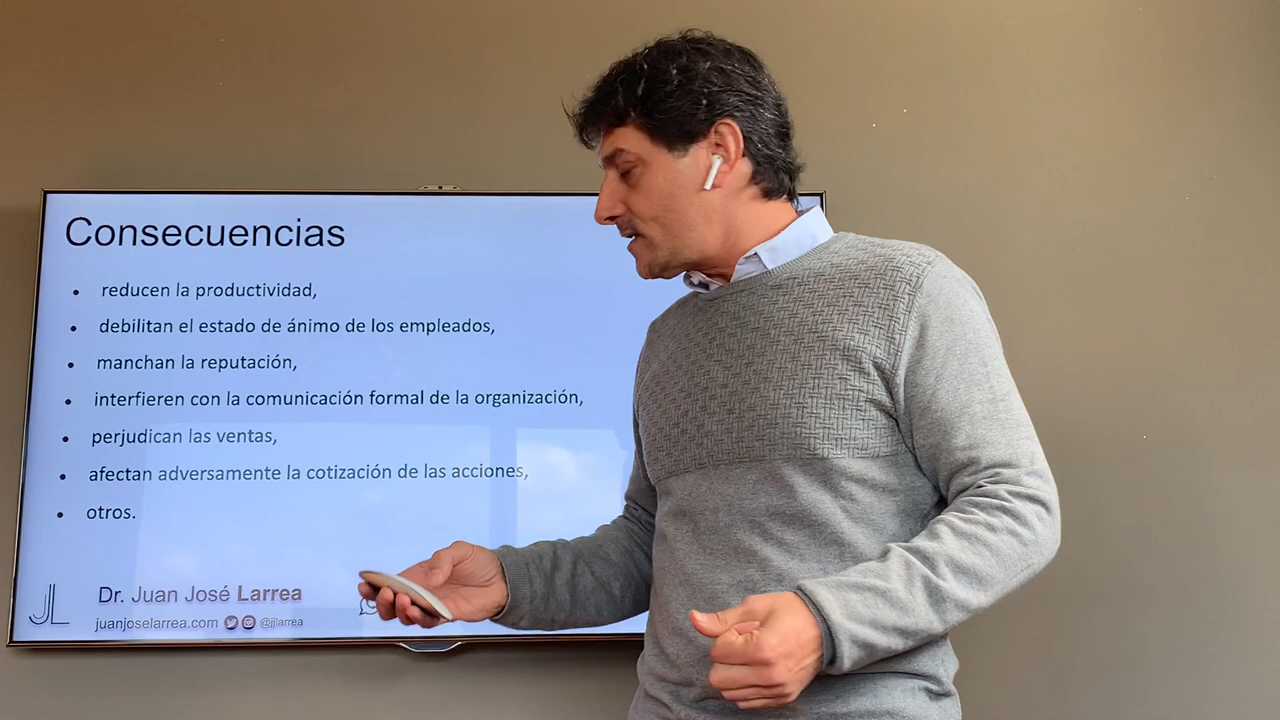 Consecuencias
• reducen la productividad,
• debilitan el estado de ánimo de los empleados,
• manchan la reputación,
• interfieren con la comunicación formal de la organización,
• perjudican las ventas,
• afectan adversamente la cotización de las acciones,
• otros.
JL
Dr. Juan José Larrea
juanjoselarrea.com @jjlarrea